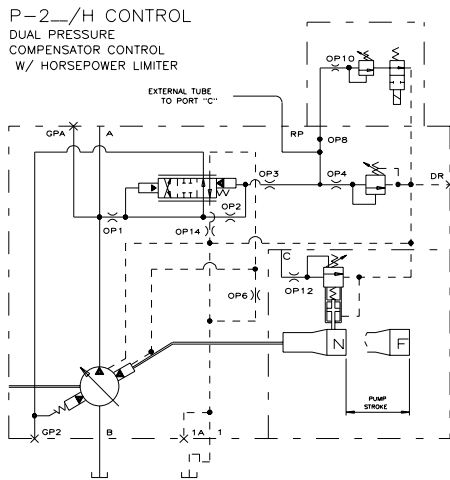 P-2__/H CONTROL
DUAL PRESSURE
COMPENSATOR CONTROL
W/ HORSEPOWER LIMITER
EXTERNAL TUBE
TO PORT "C"
OP10
GPA
A
RP
OP8
OP3
OP4
DR
OP1
OP2
OP14
C
OP6
OP12
N
F
PUMP
STROKE
GP2
B
1A
1